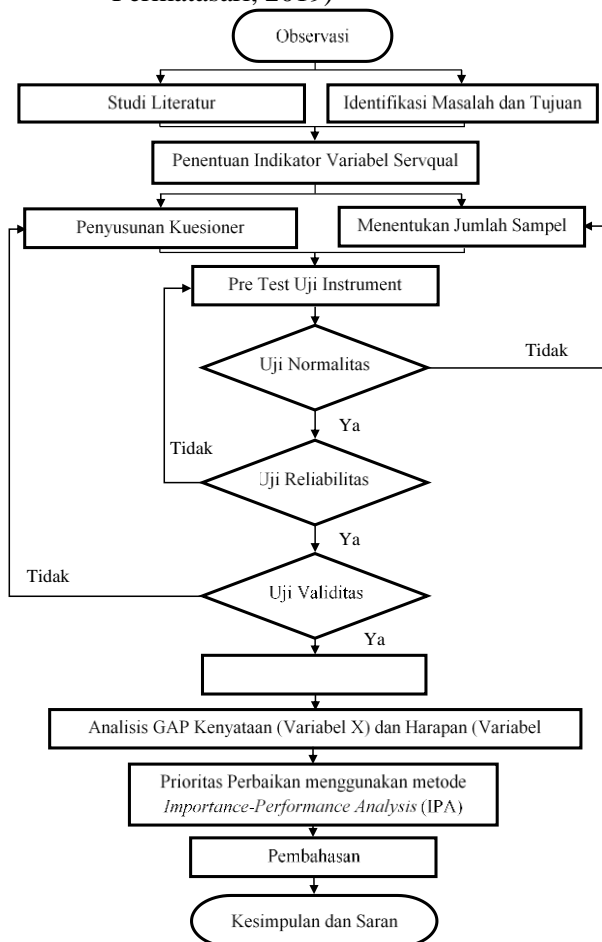 Permatasari, 2019)
Observasi
Studi Literatur
Identifikasi Masalah dan Tujuan
Penentuan Indikator Variabel Servqual
Penyusunan Kuesioner
Menentukan Jumlah Sampel
Pre Test Uji Instrument
Uji Normalitas
Tidak
Ya
Tidak
Uji Reliabilitas
Ya
Tidak
Uji Validitas
Ya
Analisis GAP Kenyataan (Variabel X) dan Harapan (Variabel
Prioritas Perbaikan menggunakan metode
Importance-Performance Analysis (IPA)
Pembahasan
Kesimpulan dan Saran